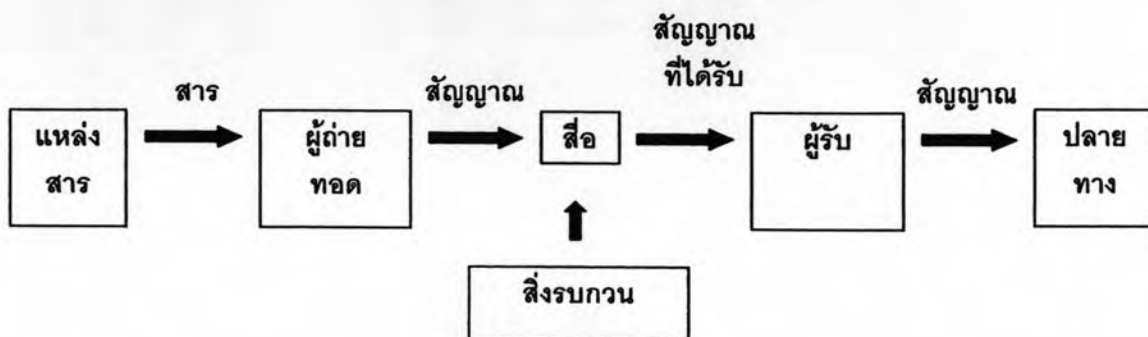 สัญญาณ
ที่ได้รับ
สาร
สัญญาณ
สัญญาณ
แหล่ง
สาร
ผู้ถ่าย
ทอด
สื่อ
ผู้รับ
ปลาย
ทาง
สิ่งรบกวน